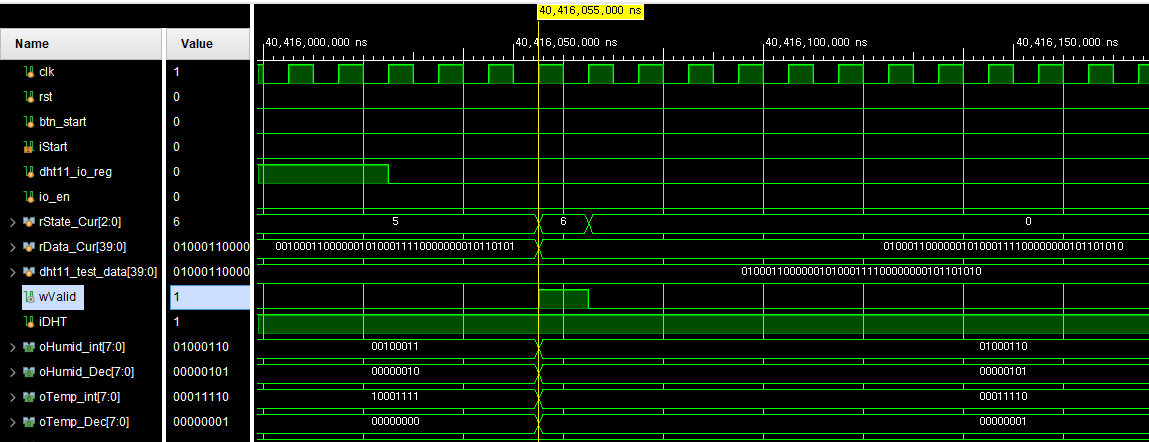 40,416,055,000 ns
Name Value
40,416,000,000 ns 40,416,050,000 ns 40,416,100,000 ns 40,416,150,000 ns
clk 1
rst 0
btn_start 0
iStart 0
dht11_io_reg 0
io_en 0
rState_Cur[2:0] 6 5 6 0
rData_Cur[39:0] 01000110000 0010001100000010100011110000000010110101 0100011000000101000111100000000101101010
dht11_test_data[39:0] 01000110000 0100011000000101000111100000000101101010
wValid 1
iDHT 1
oHumid_int[7:0] 01000110 00100011 01000110
oHumid_Dec[7:0] 00000101 00000010 00000101
oTemp_int[7:0] 00011110 10001111 00011110
oTemp_Dec[7:0] 00000001 00000000 00000001